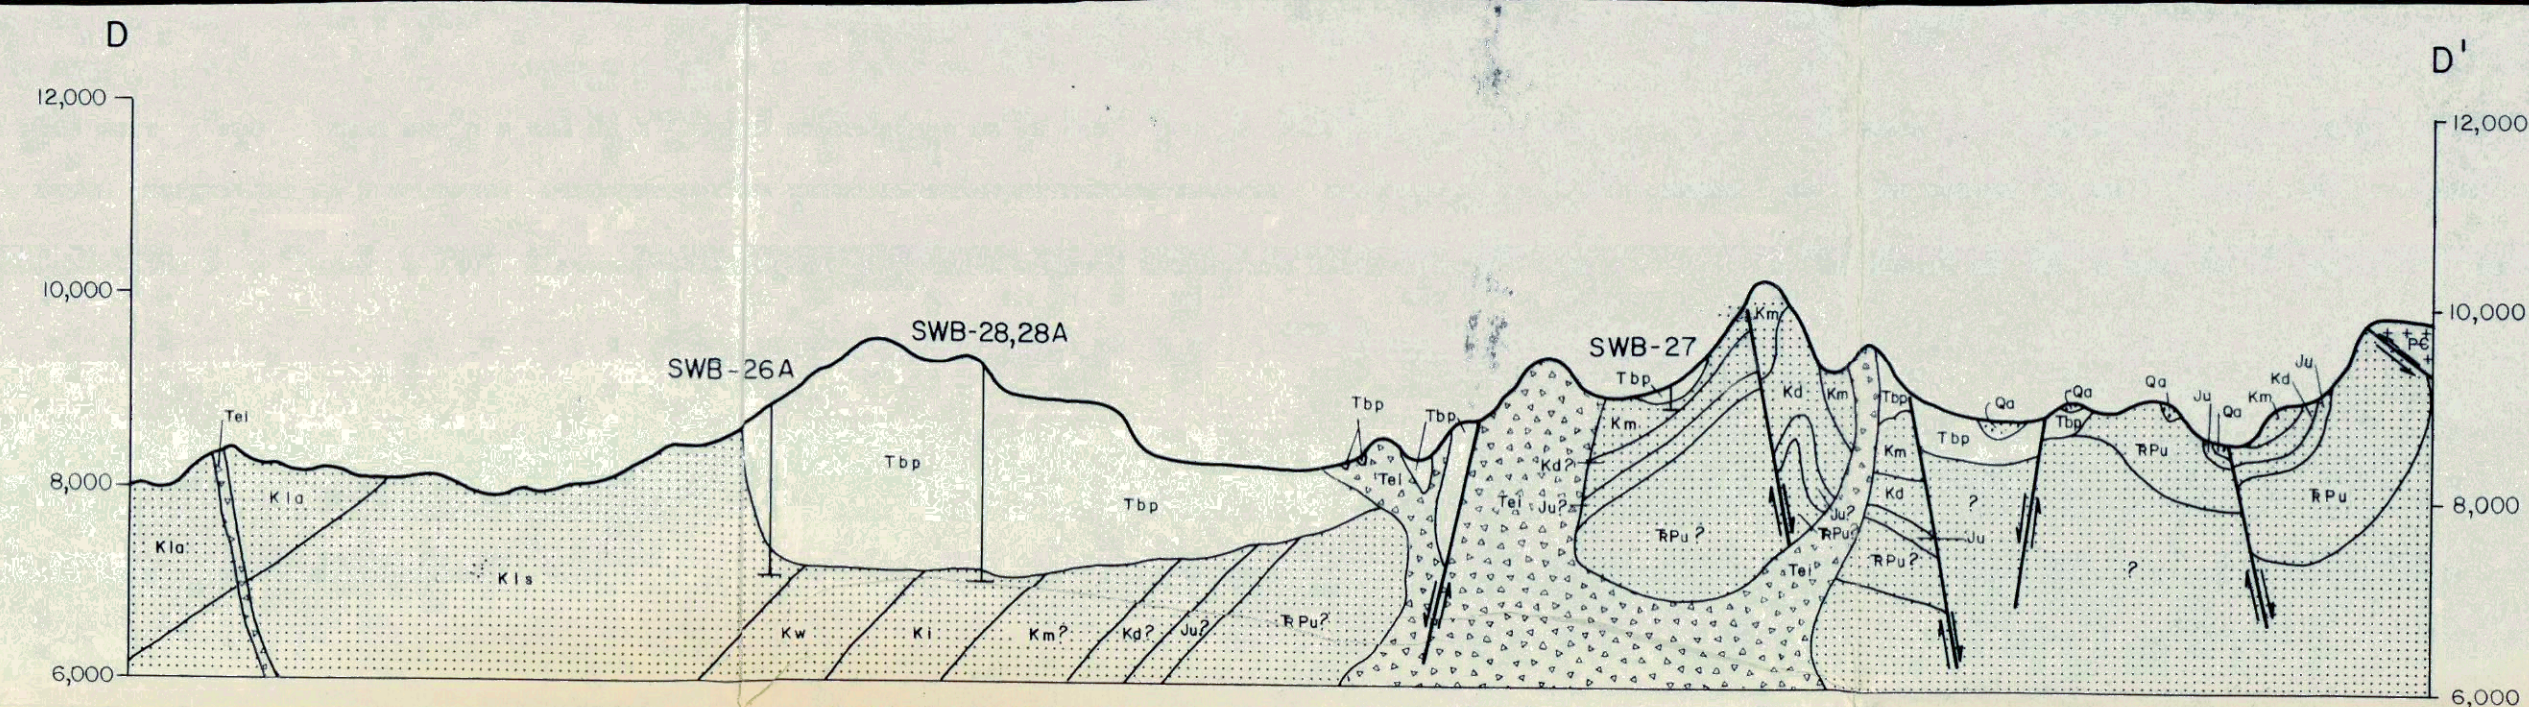 D
D'
12,000
12,000
10,000
10,000
8,000
8,000
6,000
6,000
SWB-26A
SWB-28,28A
SWB-27
Tei
Kla
Kla
Kls
Tbp
Tbp
Kw
Ki
Km?
Kd?
Ju?
TRPu?
Tbp
Tbp
Tei
Tei
Tbp
Km
Kd?
Ju?
TRPu?
Km
Kd
Km
Ju?
TRPu?
Tei
Tbp
Km
Kd
Ju
TRPu?
Tbp
?
Qa
Qa
Tbp
Qa
TRPu
?
Ju
Qa
Km
Kd
Ju
TRPu
P€